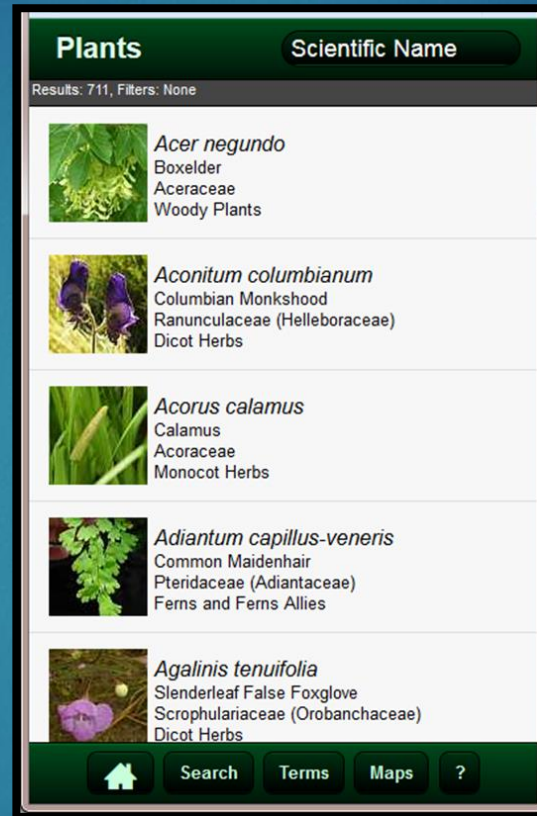 Plants
Scientific Name
Results: 711, Filters: None
Acer negundo
Boxelder
Aceraceae
Woody Plants
Aconitum columbianum
Columbian Monkshood
Ranunculaceae (Helleboraceae)
Dicot Herbs
Acorus calamus
Calamus
Acoraceae
Monocot Herbs
Adiantum capillus-veneris
Common Maidenhair
Pteridaceae (Adiantaceae)
Ferns and Ferns Allies
Agalinis tenuifolia
Slenderleaf False Foxglove
Scrophulariaceae (Orobanchaceae)
Dicot Herbs
Search Terms Maps ?